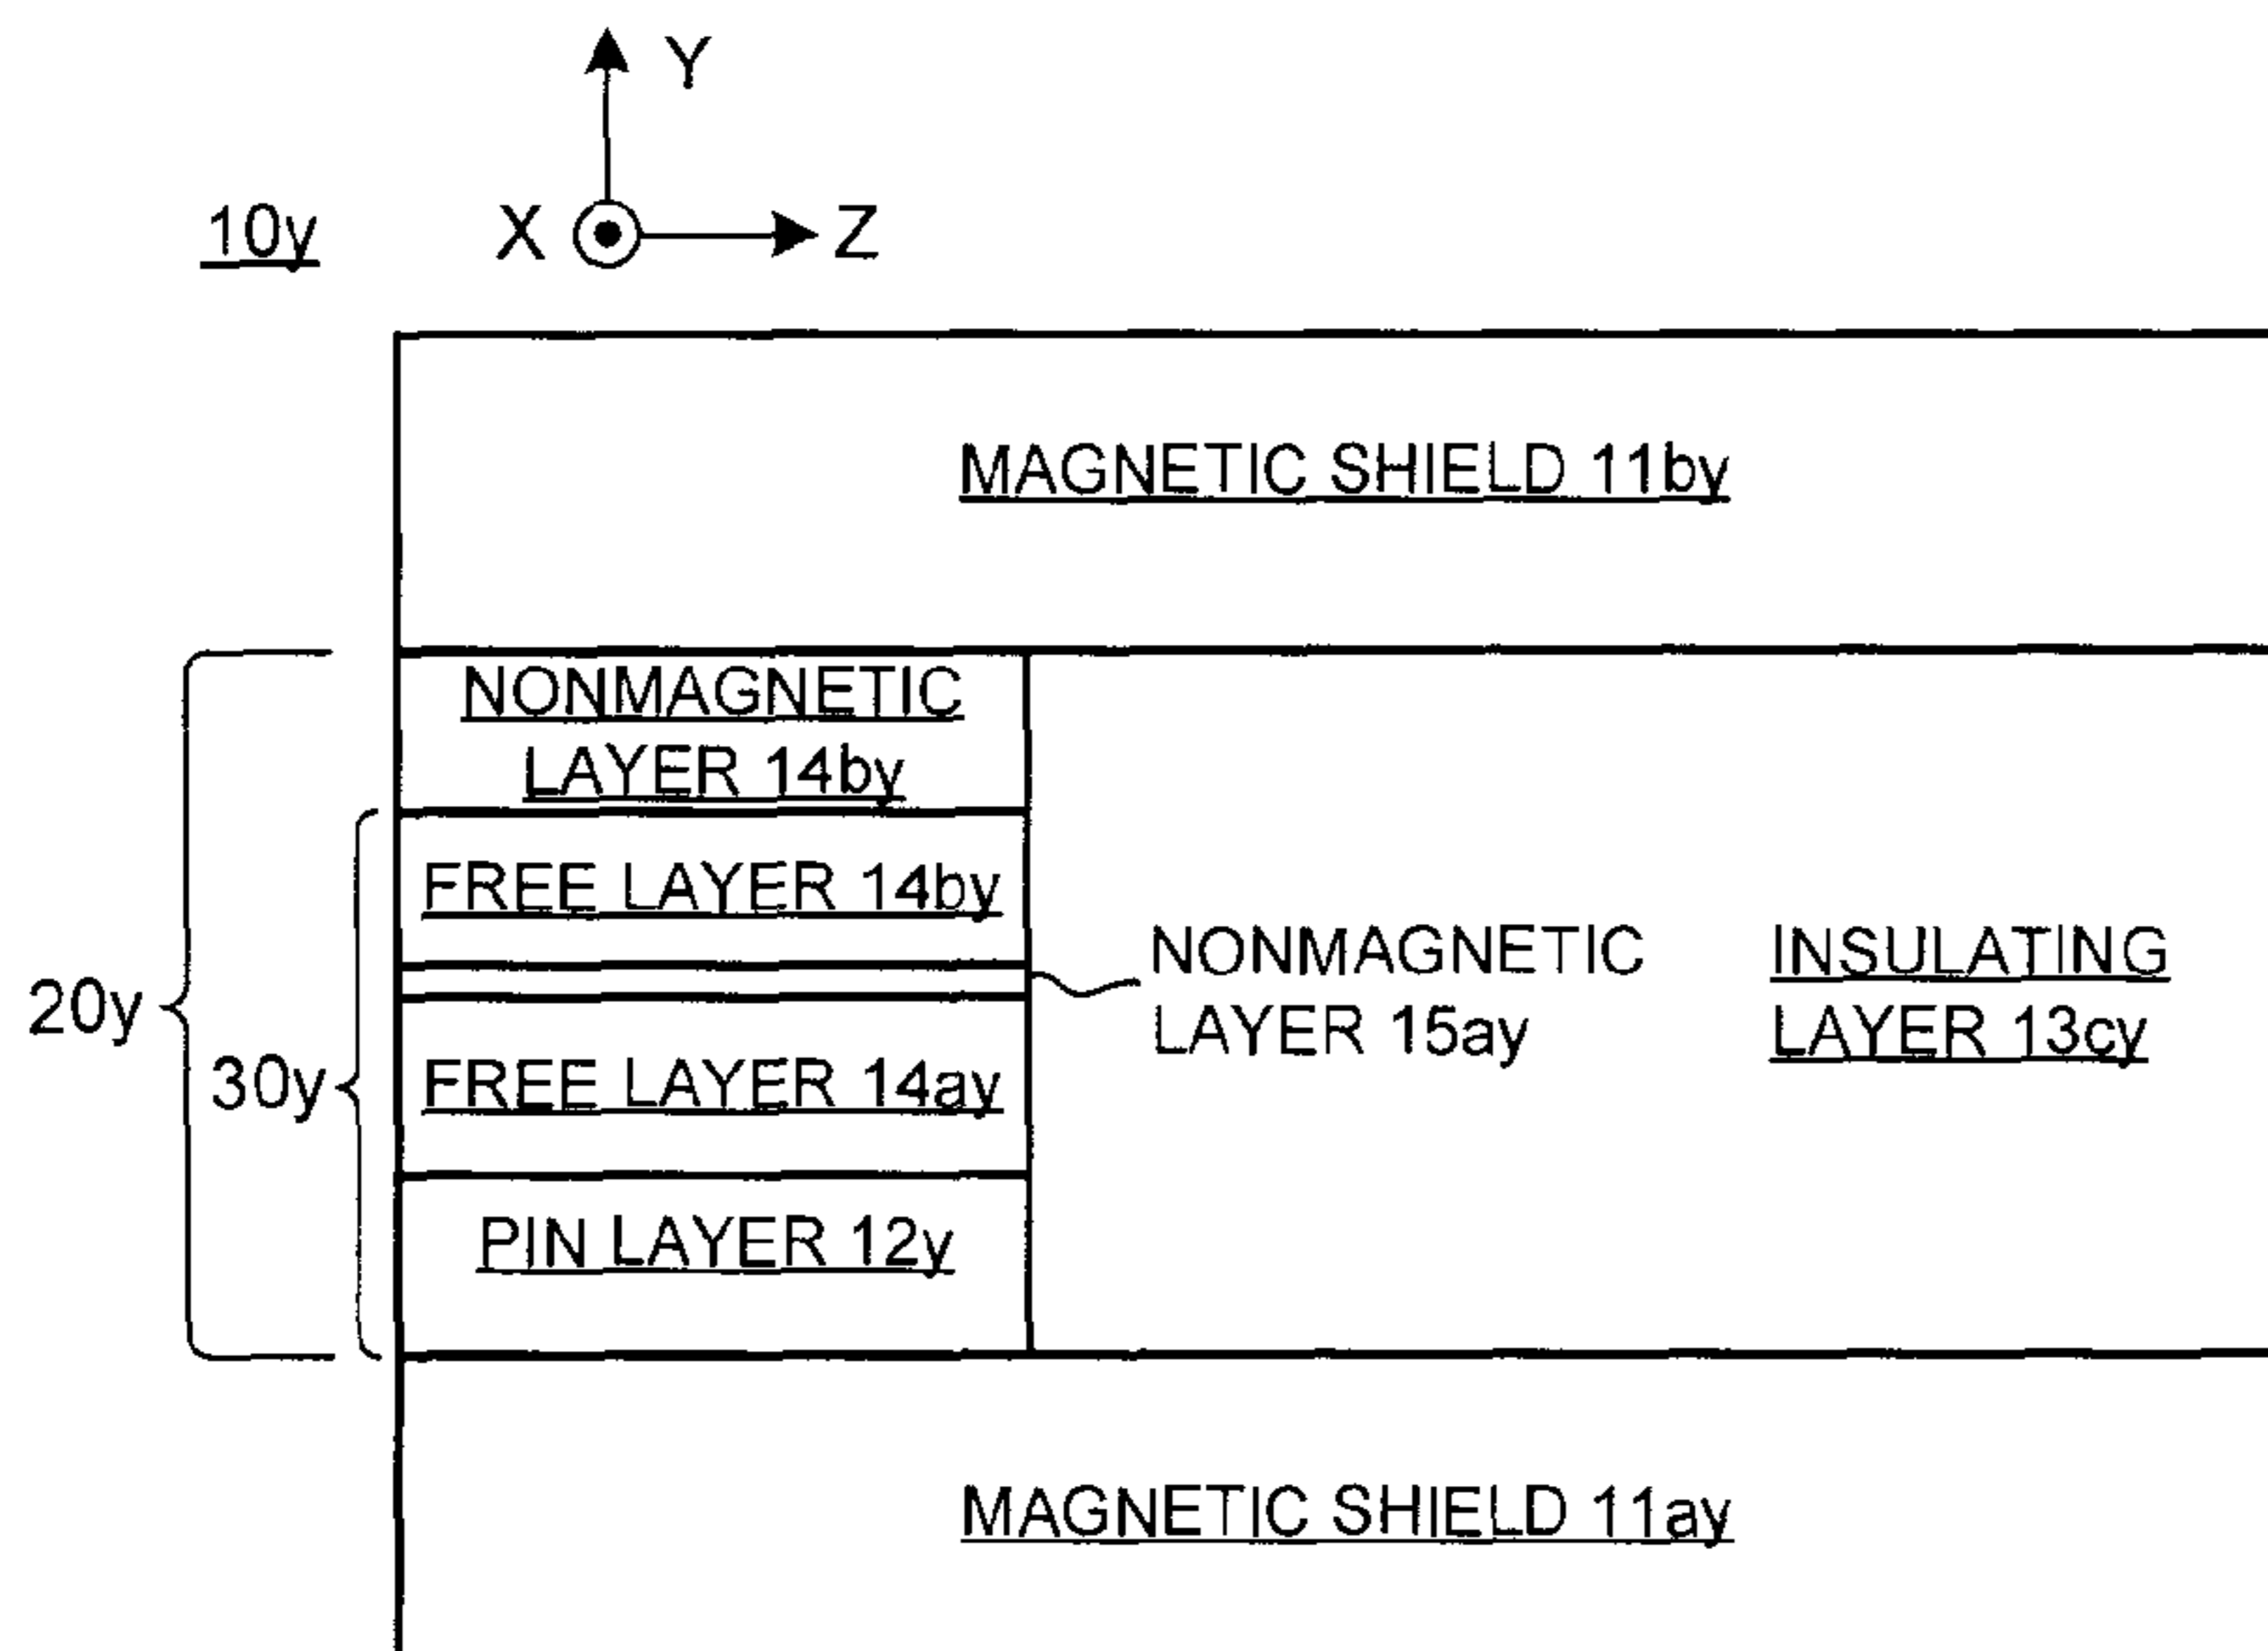 Y
10y
X
Z
MAGNETIC SHIELD 11by
NONMAGNETIC
LAYER 14by
FREE LAYER 14by
NONMAGNETIC
LAYER 15ay
INSULATING
LAYER 13cy
20y
30y
FREE LAYER 14ay
PIN LAYER 12y
MAGNETIC SHIELD 11ay